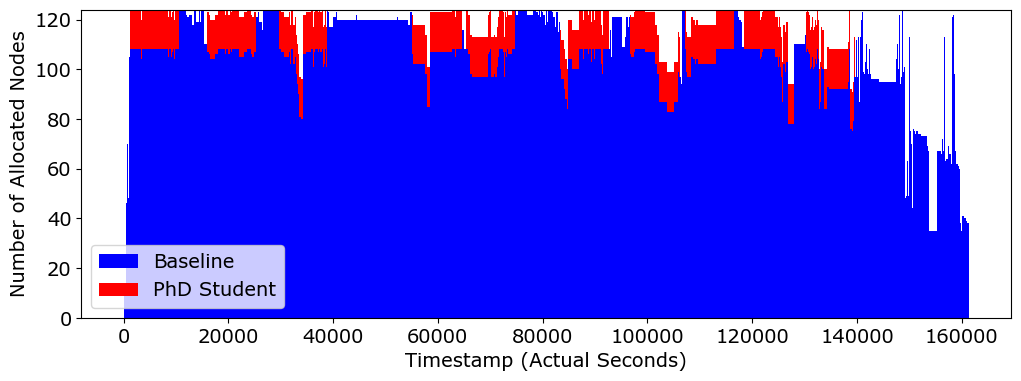 Number of Allocated Nodes
120
100
80
60
40
20
0
Baseline
PhD Student
0 20000 40000 60000 80000 100000 120000 140000 160000
Timestamp (Actual Seconds)